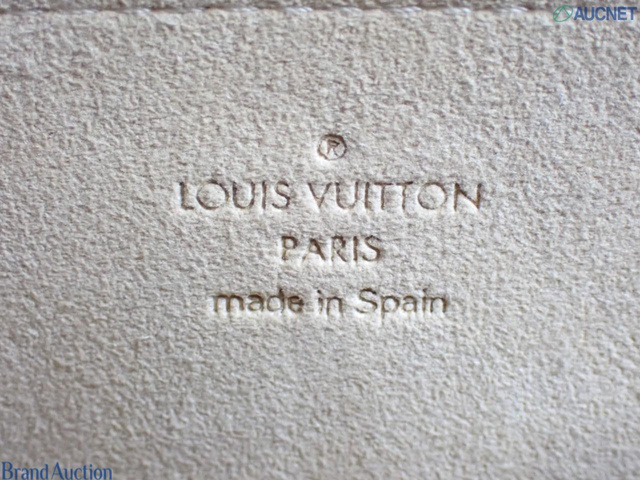 AUCNET
®
LOUIS VUITTON
PARIS
made in Spain
Brand Auction